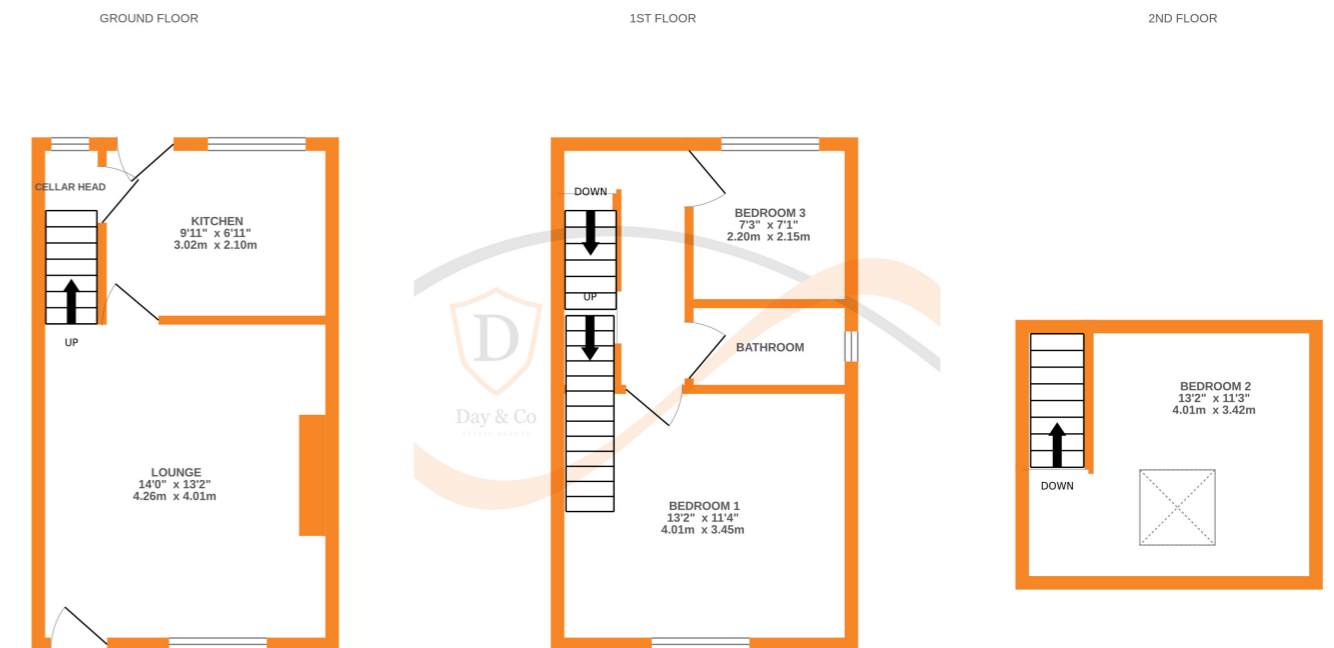 GROUND FLOOR
CELLAR HEAD
KITCHEN
9'11" x 6'11"
3.02m x 2.10m
UP
LOUNGE
14'0" x 13'2"
4.26m x 4.01m
1ST FLOOR
DOWN
BEDROOM 3
7'3" x 7'1"
2.20m x 2.15m
UP
BATHROOM
D
Day & Co
ESTATE AGENTS
BEDROOM 1
13'2" x 11'4"
4.01m x 3.45m
2ND FLOOR
BEDROOM 2
13'2" x 11'3"
4.01m x 3.42m
DOWN